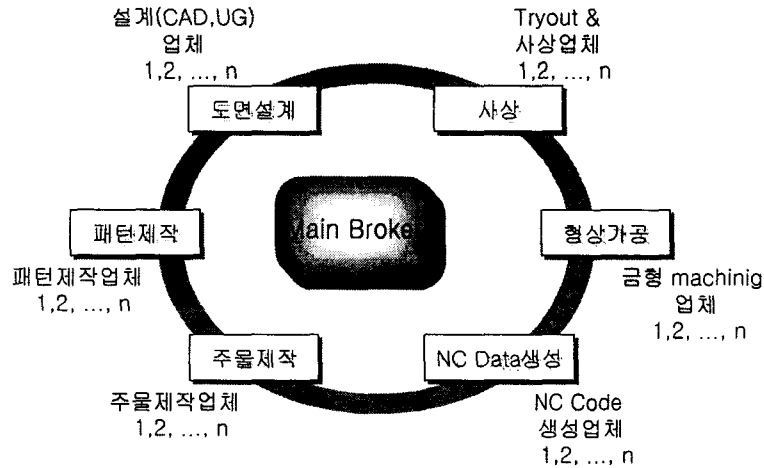 설계(CAD,UG)
업체
1,2, ..., n
Tryout &
사상업체
1,2, ..., n
도면설계
사상
패턴제작
Main Broker
형상가공
패턴제작업체
1,2, ..., n
금형 machinig
업체
1,2, ..., n
주물제작
NC Data생성
주물제작업체
1,2, ..., n
NC Code
생성업체
1,2, ..., n